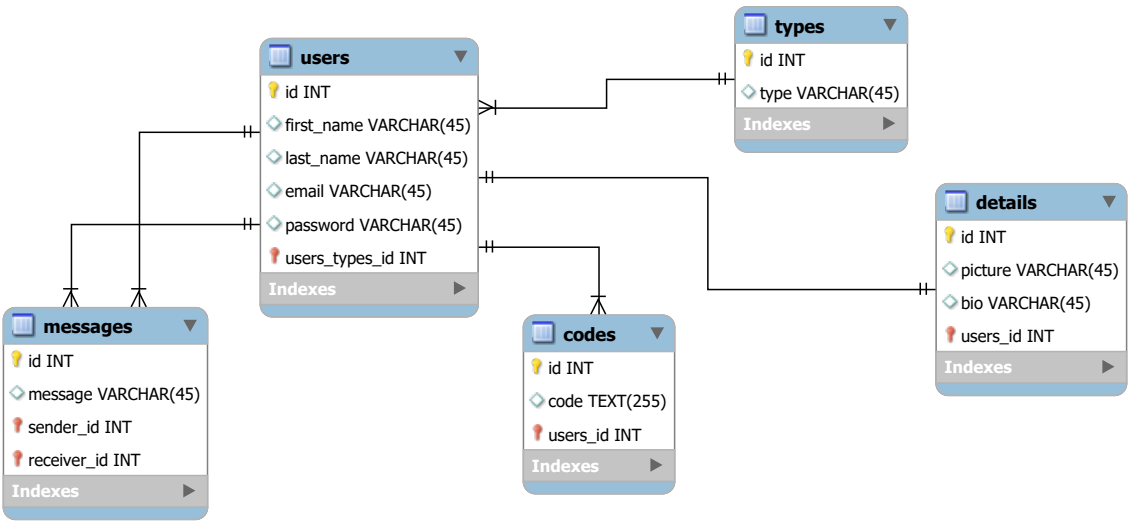 types
id INT
type VARCHAR(45)
Indexes
users
id INT
first_name VARCHAR(45)
last_name VARCHAR(45)
email VARCHAR(45)
password VARCHAR(45)
users_types_id INT
Indexes
details
id INT
picture VARCHAR(45)
bio VARCHAR(45)
users_id INT
Indexes
messages
id INT
message VARCHAR(45)
sender_id INT
receiver_id INT
Indexes
codes
id INT
code TEXT(255)
users_id INT
Indexes